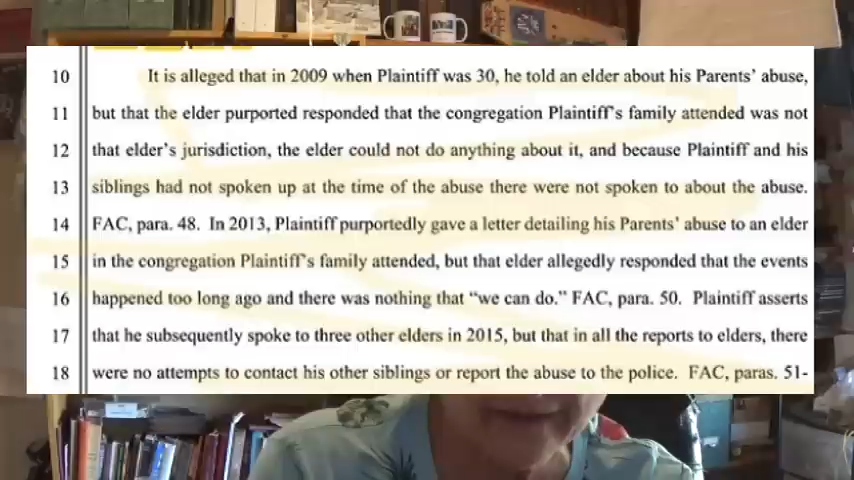 10 It is alleged that in 2009 when Plaintiff was 30, he told an elder about his Parents' abuse,
11 but that the elder purported responded that the congregation Plaintiff's family attended was not
12 that elder's jurisdiction, the elder could not do anything about it, and because Plaintiff and his
13 siblings had not spoken up at the time of the abuse there were not spoken to about the abuse.
14 FAC, para. 48. In 2013, Plaintiff purportedly gave a letter detailing his Parents' abuse to an elder
15 in the congregation Plaintiff's family attended, but that elder allegedly responded that the events
16 happened too long ago and there was nothing that “we can do.” FAC, para. 50. Plaintiff asserts
17 that he subsequently spoke to three other elders in 2015, but that in all the reports to elders, there
18 were no attempts to contact his other siblings or report the abuse to the police. FAC, paras. 51-